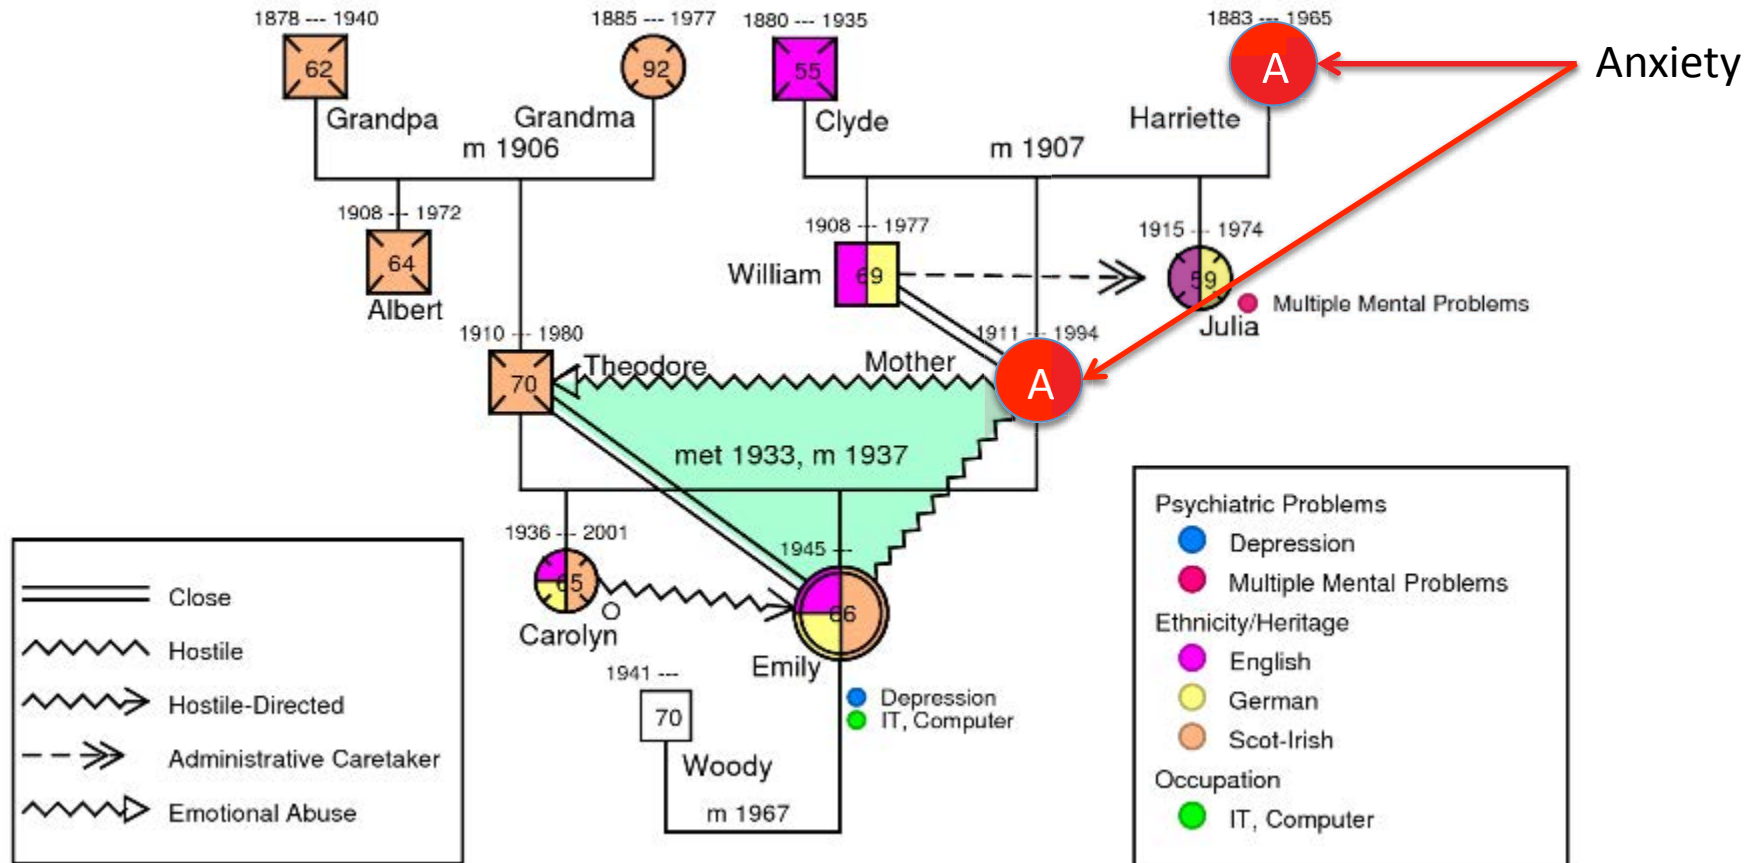 1878 --- 1940
1885 --- 1977
1880 --- 1935
1883 --- 1965
62
92
55
A
Anxiety
Grandpa
Grandma
Clyde
Harriette
m 1906
m 1907
1908 --- 1972
1908 --- 1977
1915 --- 1974
64
William
69
59
Albert
Multiple Mental Problems
Julia
1910 --- 1980
1911 --- 1994
70
Theodore
Mother
A
met 1933, m 1937
1936 --- 2001
1945 ---
65
66
Carolyn
Emily
1941 ---
70
Depression
IT, Computer
Woody
m 1967
Close
Hostile
Hostile-Directed
Administrative Caretaker
Emotional Abuse
Psychiatric Problems
Depression
Multiple Mental Problems
Ethnicity/Heritage
English
German
Scot-Irish
Occupation
IT, Computer